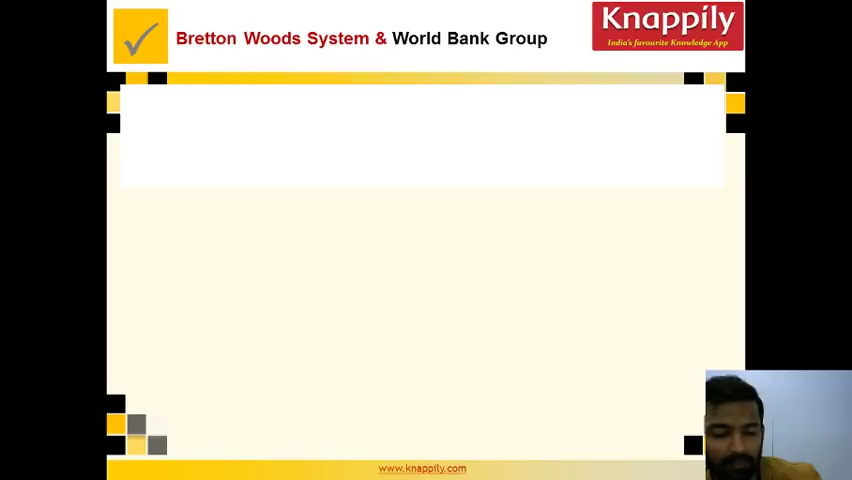 Bretton Woods System & World Bank Group
Knappily
India's favourite Knowledge App
www.knappily.com